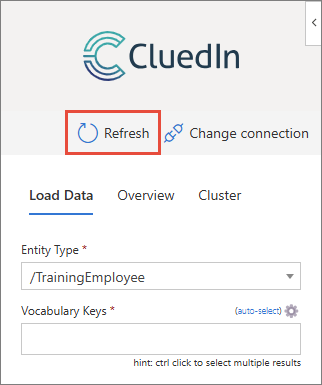 CluedIn
Refresh Change connection
Load Data Overview Cluster
Entity Type *
/TrainingEmployee
Vocabulary Keys * (auto-select)
hint: ctrl click to select multiple results